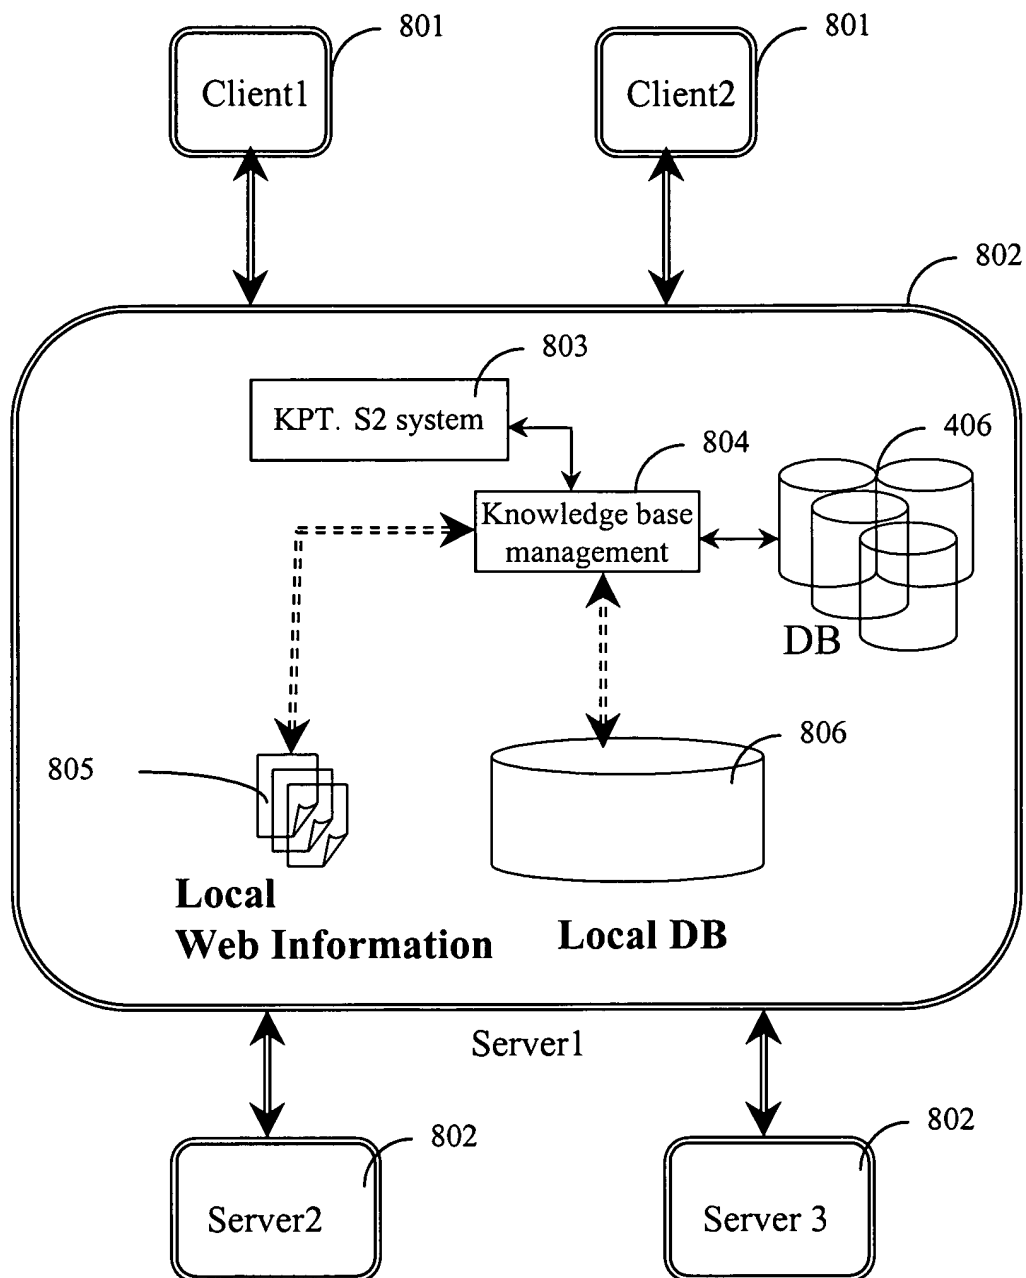 801
801
Client1
Client2
802
803
KPT. S2 system
804
406
Knowledge base
management
DB
806
805
Local
Web Information
Local DB
Server1
802
802
Server2
Server 3